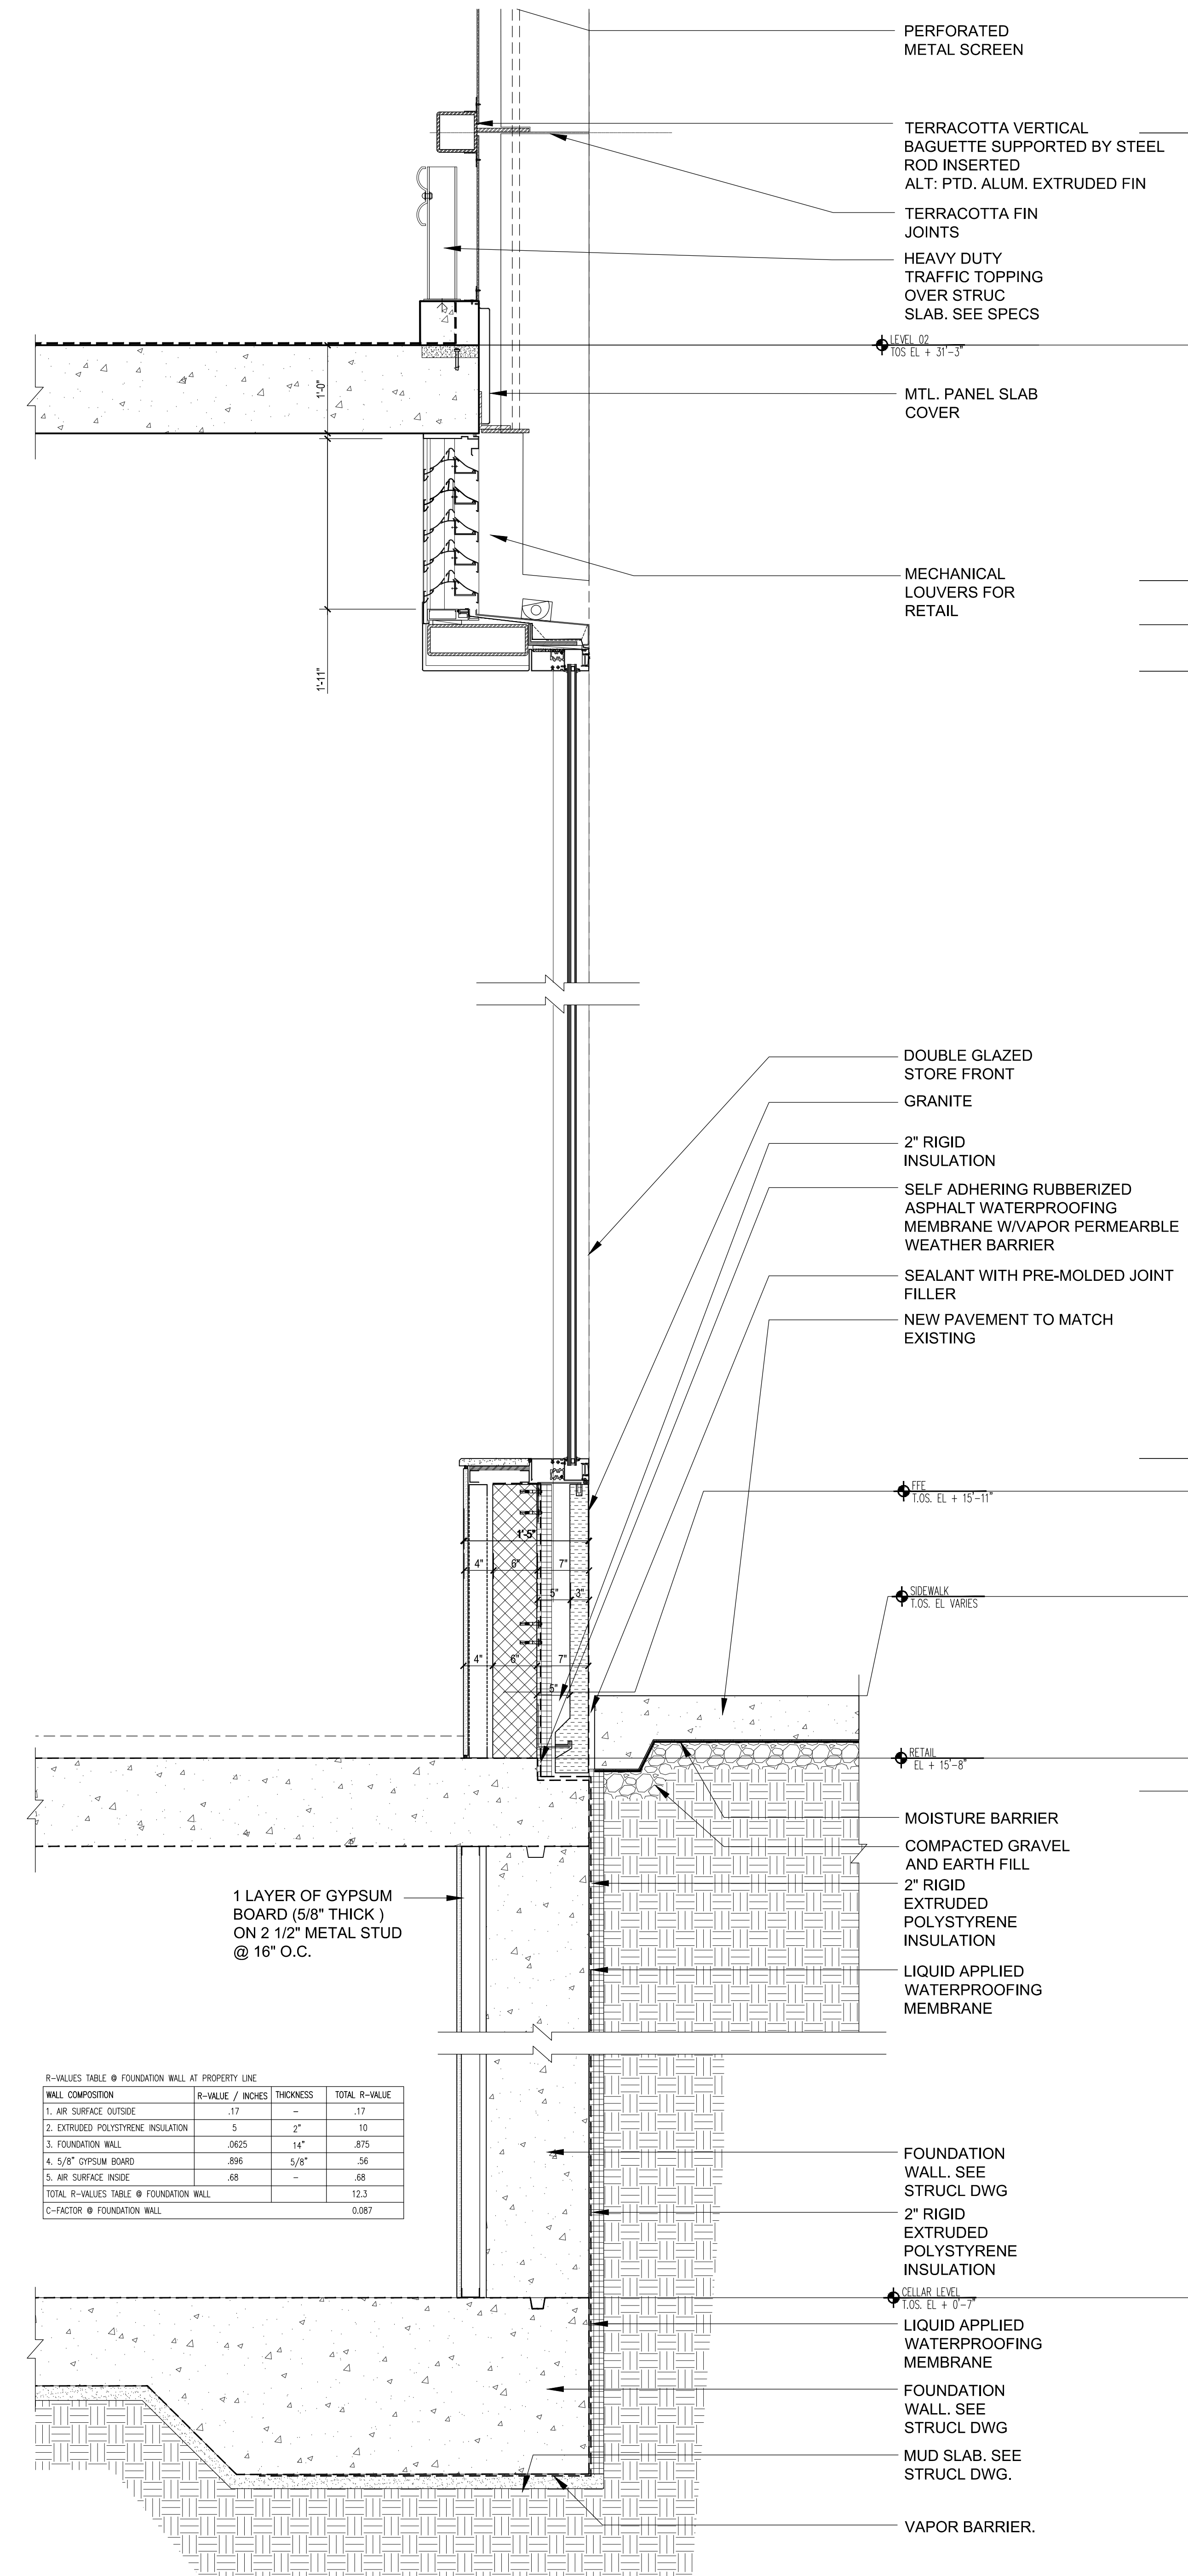 PERFORATED
METAL SCREEN
TERRACOTTA VERTICAL
BAGUETTE SUPPORTED BY STEEL
ROD INSERTED
ALT: PTD. ALUM. EXTRUDED FIN
TERRACOTTA FIN
JOINTS
HEAVY DUTY
TRAFFIC TOPPING
OVER STRUC
SLAB. SEE SPECS
LEVEL 02
TOS EL + 31'-3"
1'-0"
MTL. PANEL SLAB
COVER
MECHANICAL
LOUVERS FOR
RETAIL
1'-11"
DOUBLE GLAZED
STORE FRONT
GRANITE
2" RIGID
INSULATION
SELF ADHERING RUBBERIZED
ASPHALT WATERPROOFING
MEMBRANE W/VAPOR PERMEARBLE
WEATHER BARRIER
SEALANT WITH PRE-MOLDED JOINT
FILLER
NEW PAVEMENT TO MATCH
EXISTING
FFE
T.OS. EL + 15'-11"
1'-5"
4" 6" 7"
5" 3"
SIDEWALK
T.OS. EL VARIES
4" 6" 7"
5"
RETAIL
EL + 15'-8"
MOISTURE BARRIER
COMPACTED GRAVEL
AND EARTH FILL
2" RIGID
EXTRUDED
POLYSTYRENE
INSULATION
1 LAYER OF GYPSUM
BOARD (5/8" THICK )
ON 2 1/2" METAL STUD
@ 16" O.C.
LIQUID APPLIED
WATERPROOFING
MEMBRANE
R-VALUES TABLE @ FOUNDATION WALL AT PROPERTY LINE
WALL COMPOSITION R-VALUE / INCHES THICKNESS TOTAL R-VALUE
1. AIR SURFACE OUTSIDE .17 - .17
2. EXTRUDED POLYSTYRENE INSULATION 5 2" 10
3. FOUNDATION WALL .0625 14" .875
4. 5/8" GYPSUM BOARD .896 5/8" .56
5. AIR SURFACE INSIDE .68 - .68
TOTAL R-VALUES TABLE @ FOUNDATION WALL 12.3
C-FACTOR @ FOUNDATION WALL 0.087
FOUNDATION
WALL. SEE
STRUCL DWG
2" RIGID
EXTRUDED
POLYSTYRENE
INSULATION
CELLAR LEVEL
T.OS. EL + 0'-7"
LIQUID APPLIED
WATERPROOFING
MEMBRANE
FOUNDATION
WALL. SEE
STRUCL DWG
MUD SLAB. SEE
STRUCL DWG.
VAPOR BARRIER.